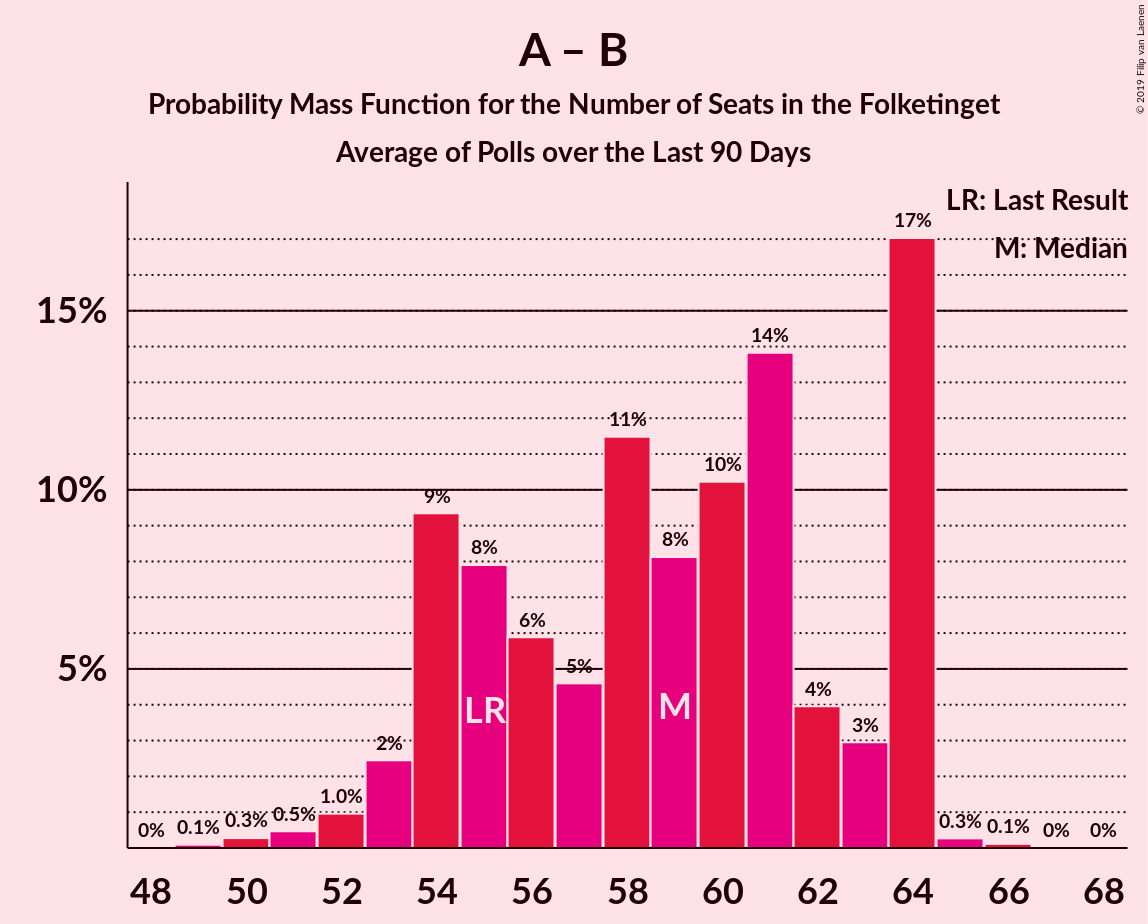 A – B
Probability Mass Function for the Number of Seats in the Folketinget
Average of Polls over the Last 90 Days
© 2019 Filip van Laenen
LR: Last Result
M: Median
15%
10%
5%
0%
0.1%
0.3%
0.5%
1.0%
2%
9%
8%
6%
5%
11%
8%
10%
14%
4%
3%
17%
0.3%
0.1%
0%
0%
LR
M
48 50 52 54 56 58 60 62 64 66 68